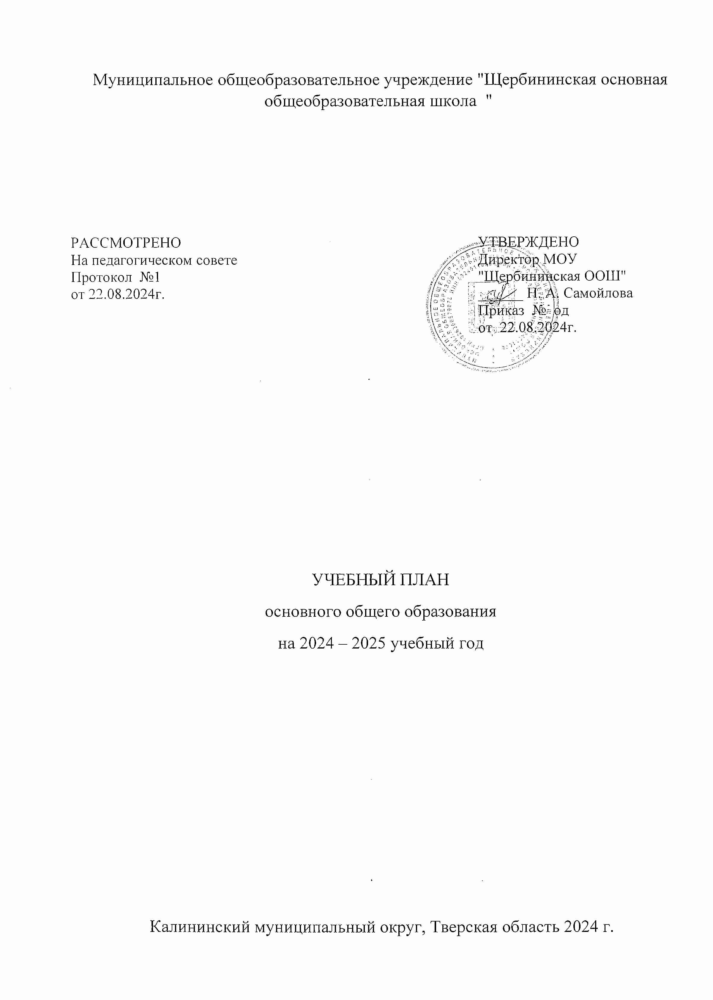 Муниципальное общеобразовательное учреждение "Щербининская основная
общеобразовательная школа "
РАССМОТРЕНО
На педагогическом совете
Протокол №1
от 22.08.2024г.
УТВЕРЖДЕНО
Директор МОУ
"Щербининская ООШ"
Н. А. Самойлова
Приказ № од
от 22.08.2024г.
УЧЕБНЫЙ ПЛАН
основного общего образования
на 2024 – 2025 учебный год
Калининский муниципальный округ, Тверская область 2024 г.